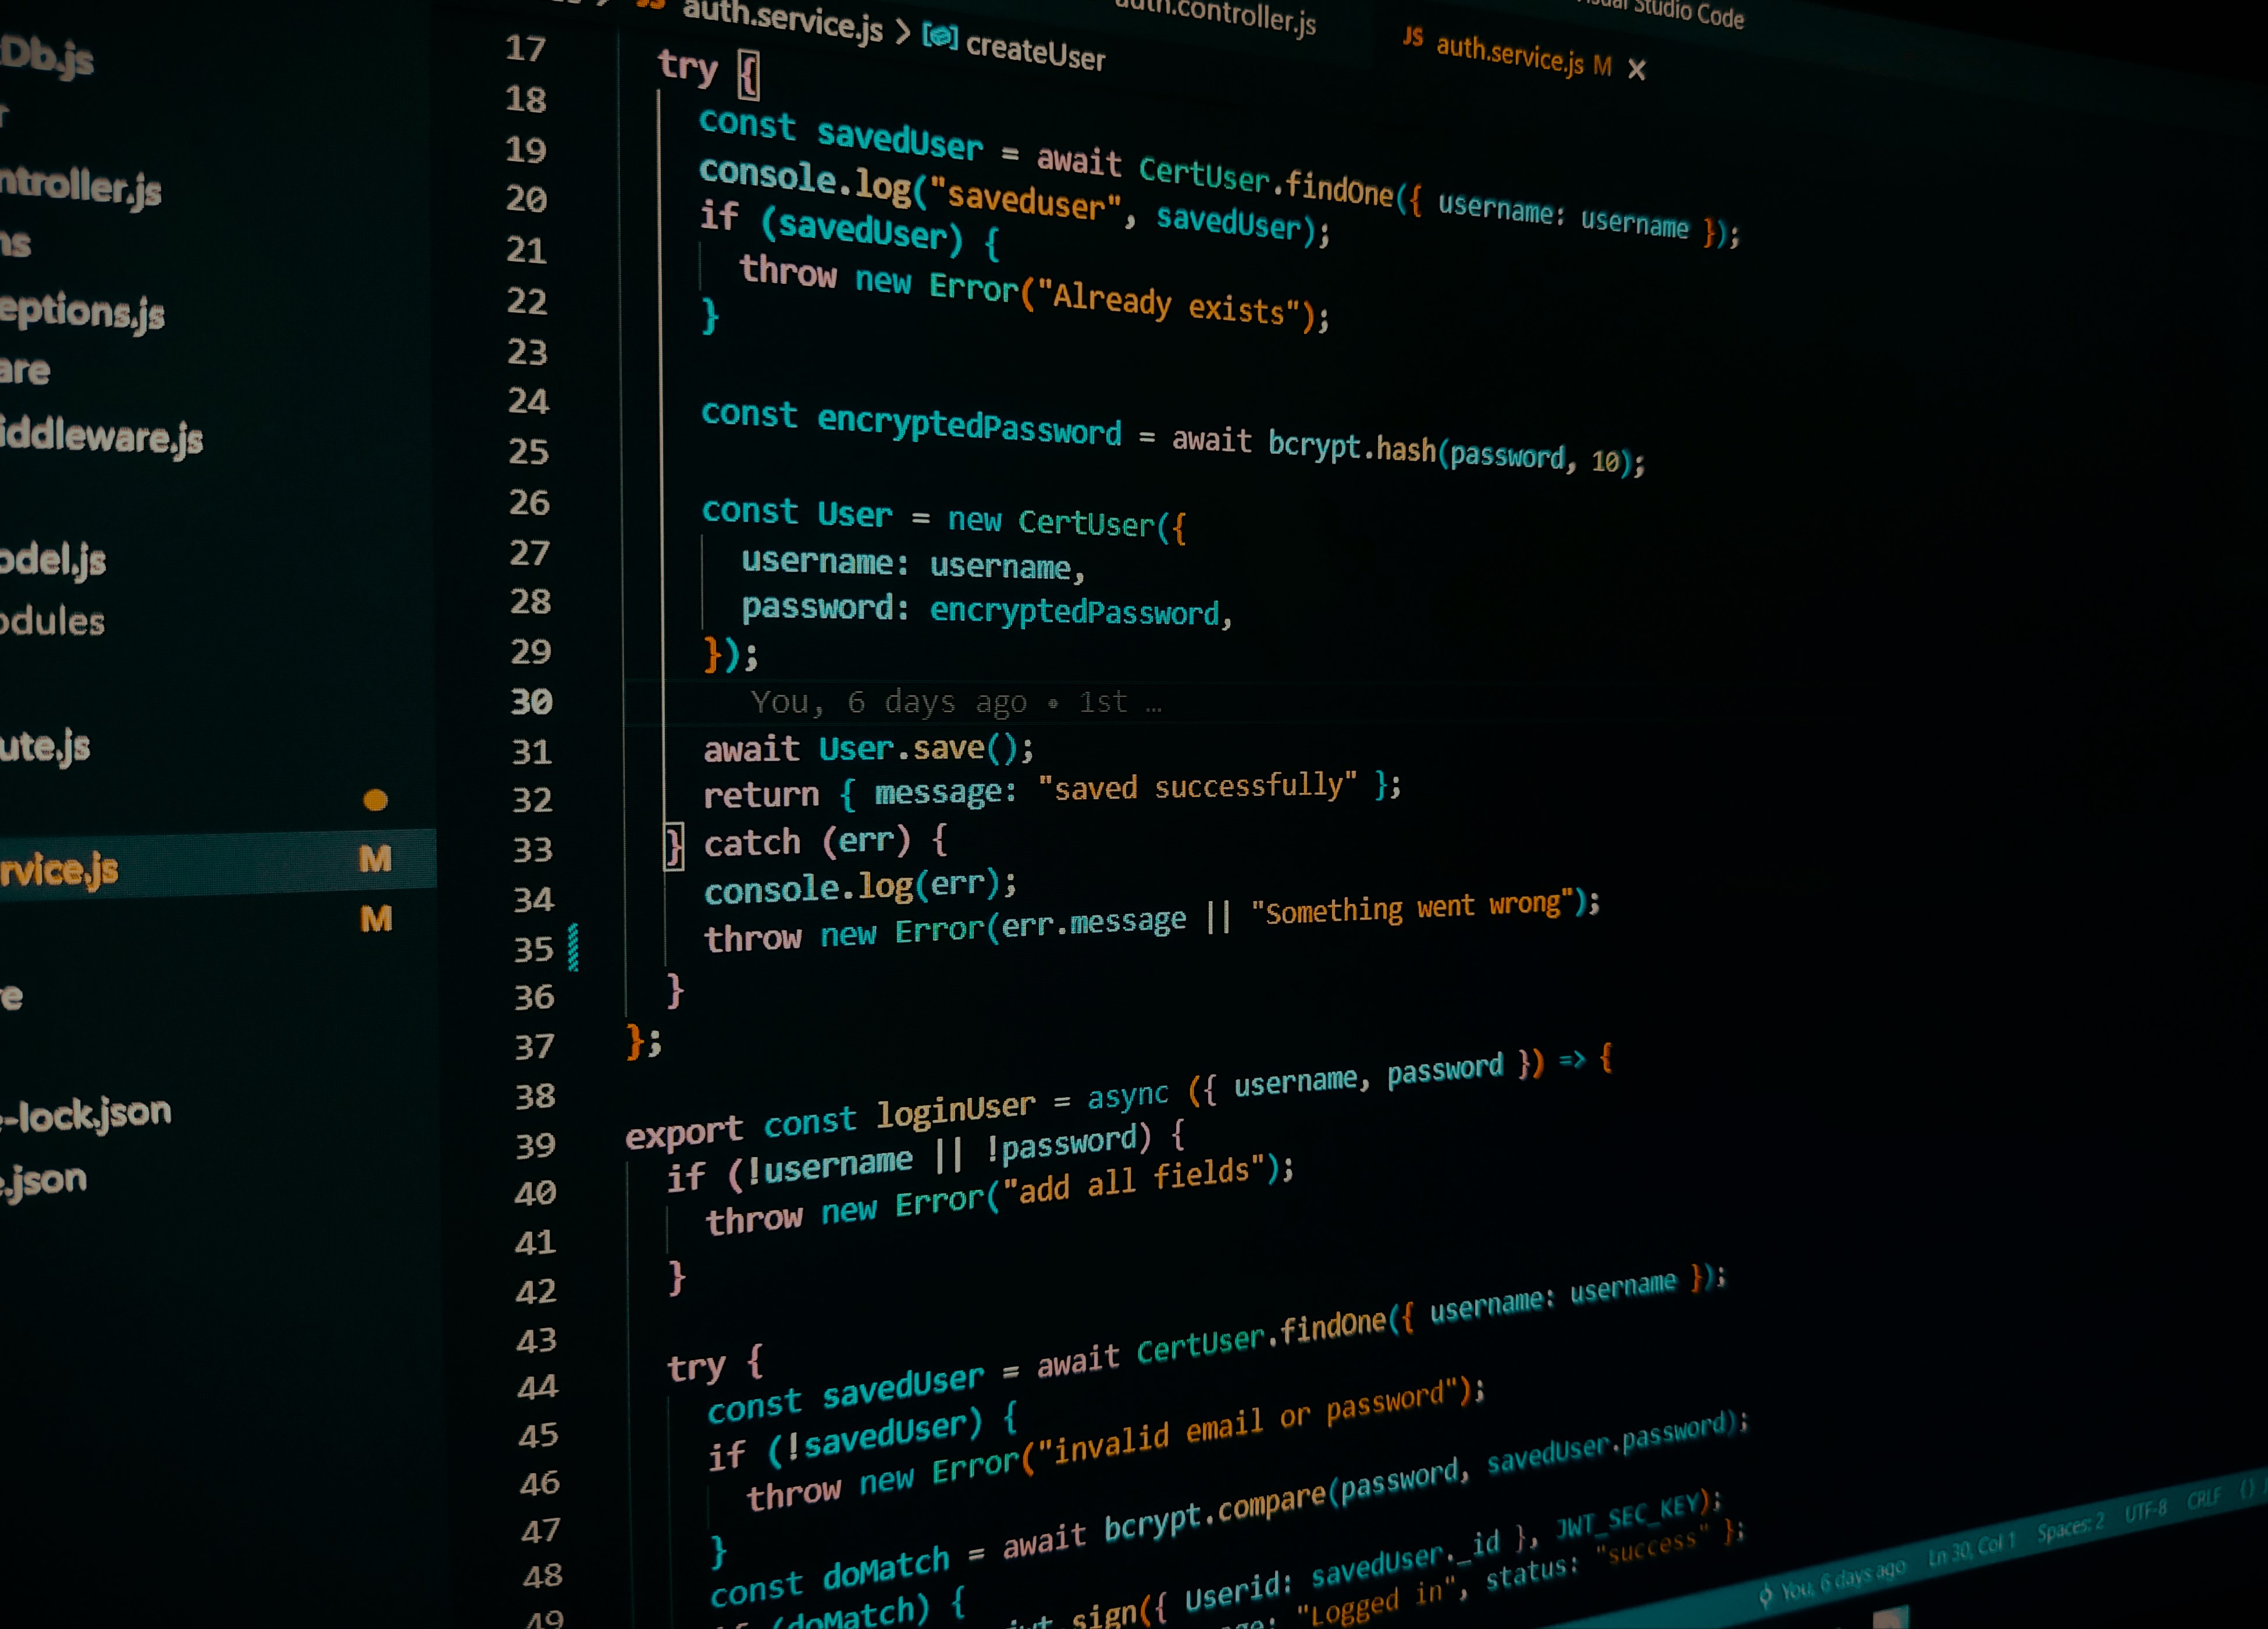 auth.service.js > createUser
auth.controller.js
JS auth.service.js M ×
Visual Studio Code
Db.js
ntroller.js
ns
eptions.js
are
iddleware.js
odel.js
odules
ute.js
rvice.js M
M
e
-lock.json
.json
17 try {
18 const savedUser = await CertUser.findOne({ username: username });
19 console.log("saveduser", savedUser);
20 if (savedUser) {
21 throw new Error("Already exists");
22 }
23
24 const encryptedPassword = await bcrypt.hash(password, 10);
25
26 const User = new CertUser({
27 username: username,
28 password: encryptedPassword,
29 });
30 You, 6 days ago • 1st …
31 await User.save();
32 return { message: "saved successfully" };
33 } catch (err) {
34 console.log(err);
35 throw new Error(err.message || "Something went wrong");
36 }
37 };
38
39 export const loginUser = async ({ username, password }) => {
40 if (!username || !password) {
41 throw new Error("add all fields");
42 }
43
44 try {
45 const savedUser = await CertUser.findOne({ username: username });
46 if (!savedUser) {
47 throw new Error("invalid email or password");
48 }
49 const doMatch = await bcrypt.compare(password, savedUser.password);
if (doMatch) {
jwt.sign({ Userid: savedUser._id }, JWT_SEC_KEY);
"Logged in", status: "success" };
You, 6 days ago Ln 30, Col 1 Spaces: 2 UTF-8 CRLF {}